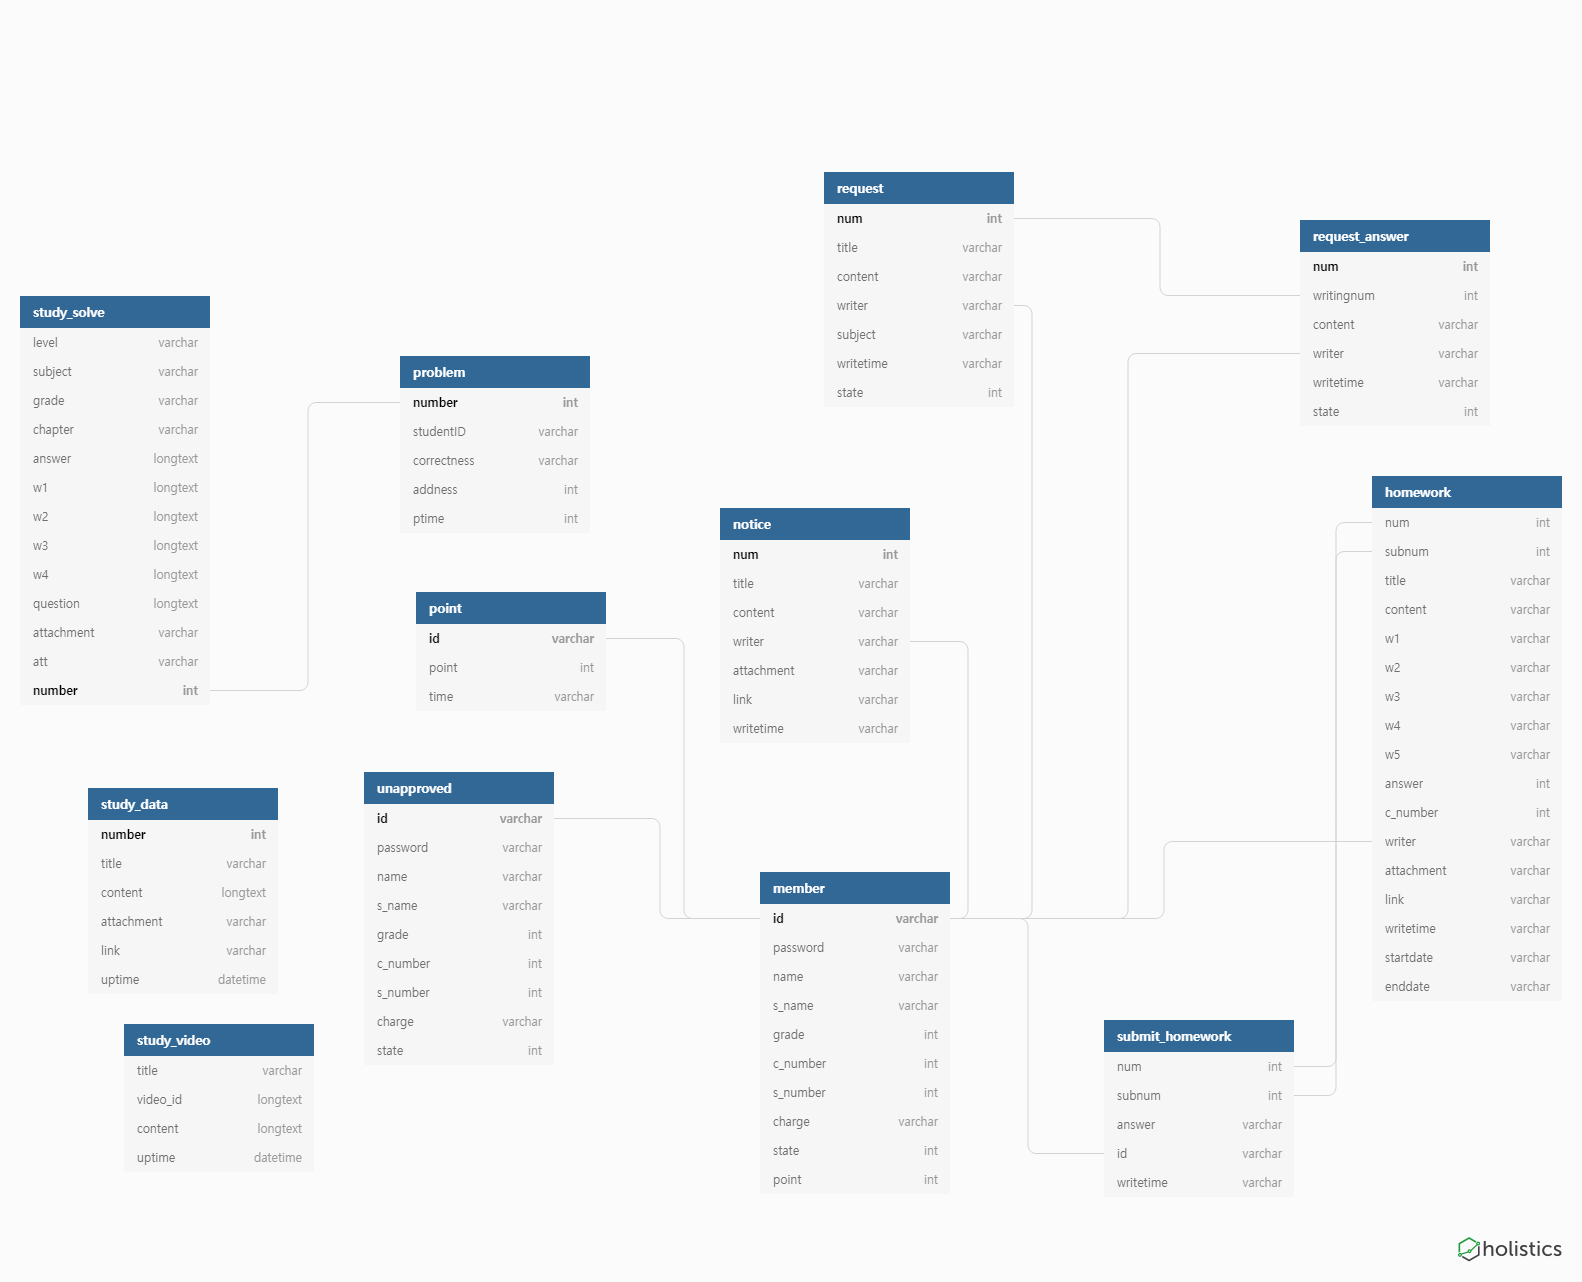 request
num int
title varchar
content varchar
writer varchar
subject varchar
writetime varchar
state int
request_answer
num int
writingnum int
content varchar
writer varchar
writetime varchar
state int
study_solve
level varchar
subject varchar
grade varchar
chapter varchar
answer longtext
w1 longtext
w2 longtext
w3 longtext
w4 longtext
question longtext
attachment varchar
att varchar
number int
problem
number int
studentID varchar
correctness varchar
addness int
ptime int
homework
num int
subnum int
title varchar
content varchar
w1 varchar
w2 varchar
w3 varchar
w4 varchar
w5 varchar
answer int
c_number int
writer varchar
attachment varchar
link varchar
writetime varchar
startdate varchar
enddate varchar
notice
num int
title varchar
content varchar
writer varchar
attachment varchar
link varchar
writetime varchar
point
id varchar
point int
time varchar
unapproved
id varchar
password varchar
name varchar
s_name varchar
grade int
c_number int
s_number int
charge varchar
state int
study_data
number int
title varchar
content longtext
attachment varchar
link varchar
uptime datetime
member
id varchar
password varchar
name varchar
s_name varchar
grade int
c_number int
s_number int
charge varchar
state int
point int
study_video
title varchar
video_id longtext
content longtext
uptime datetime
submit_homework
num int
subnum int
answer varchar
id varchar
writetime varchar
holistics